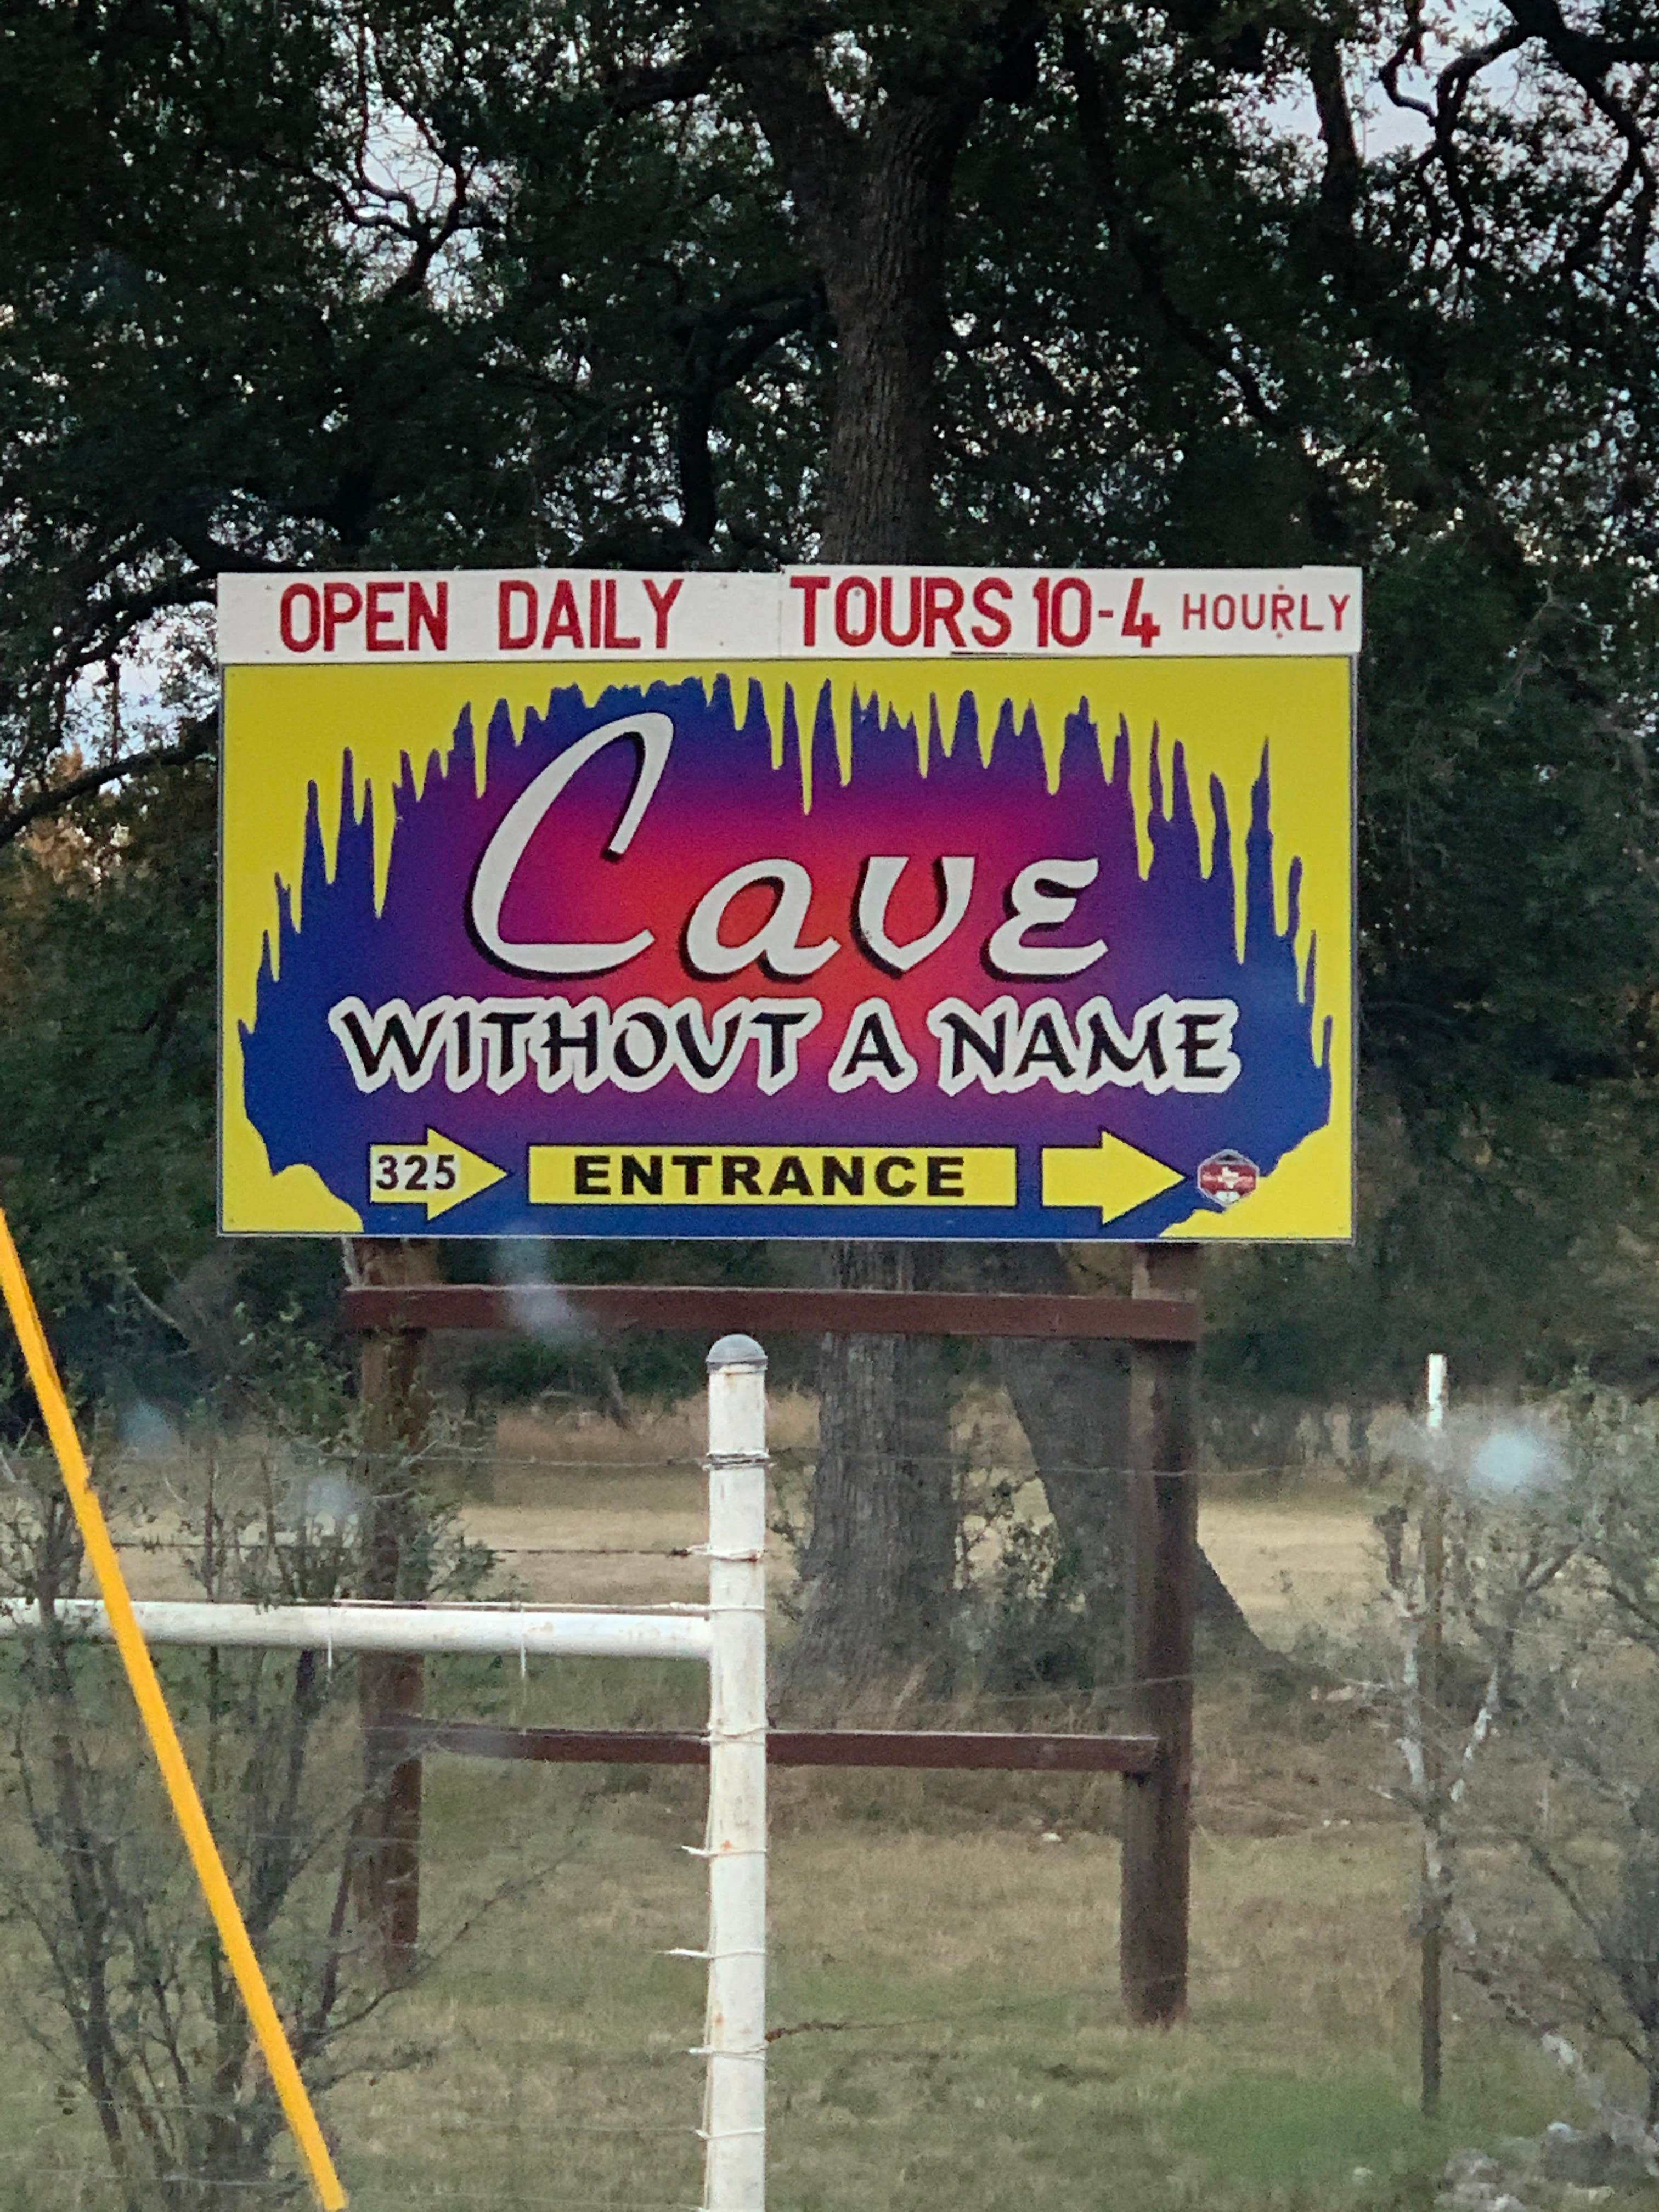 OPEN DAILY TOURS 10-4 HOURLY
Cave
WITHOUT A NAME
325 ENTRANCE